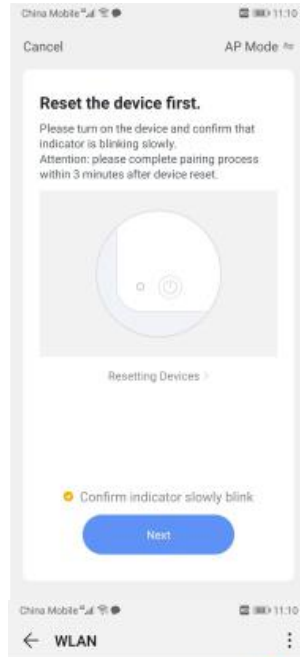 China Mobile 11:10
Cancel AP Mode
Reset the device first.
Please turn on the device and confirm that
indicator is blinking slowly.
Attention: please complete pairing process
within 3 minutes after device reset.
Resetting Devices >
Confirm indicator slowly blink
Next
China Mobile 11:10
← WLAN